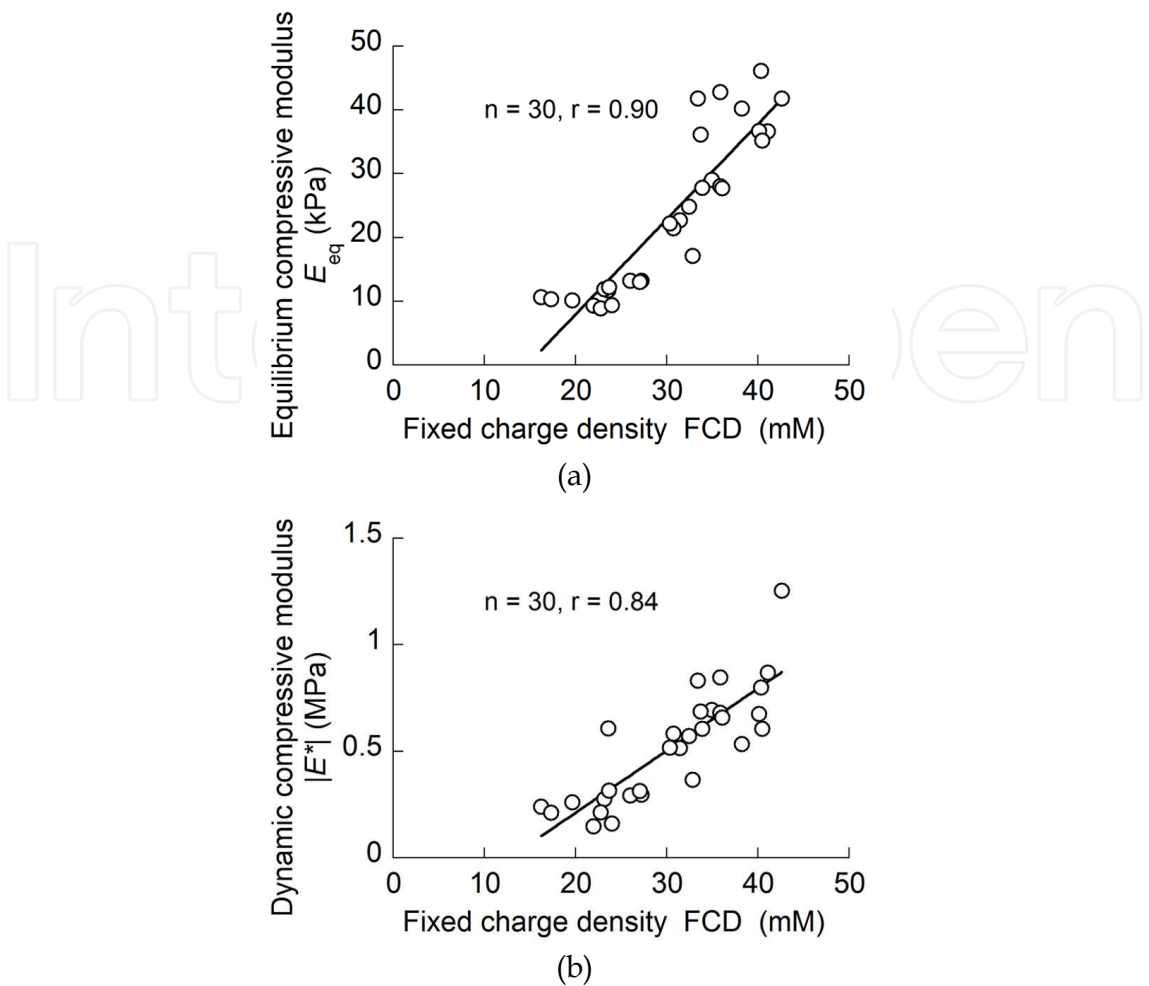 Equilibrium compressive modulus
E eq (kPa)
50
40
30
20
10
0
n = 30, r = 0.90
0 10 20 30 40 50
Fixed charge density FCD (mM)
(a)
Dynamic compressive modulus
|E*| (MPa)
1.5
1
0.5
0
n = 30, r = 0.84
0 10 20 30 40 50
Fixed charge density FCD (mM)
(b)